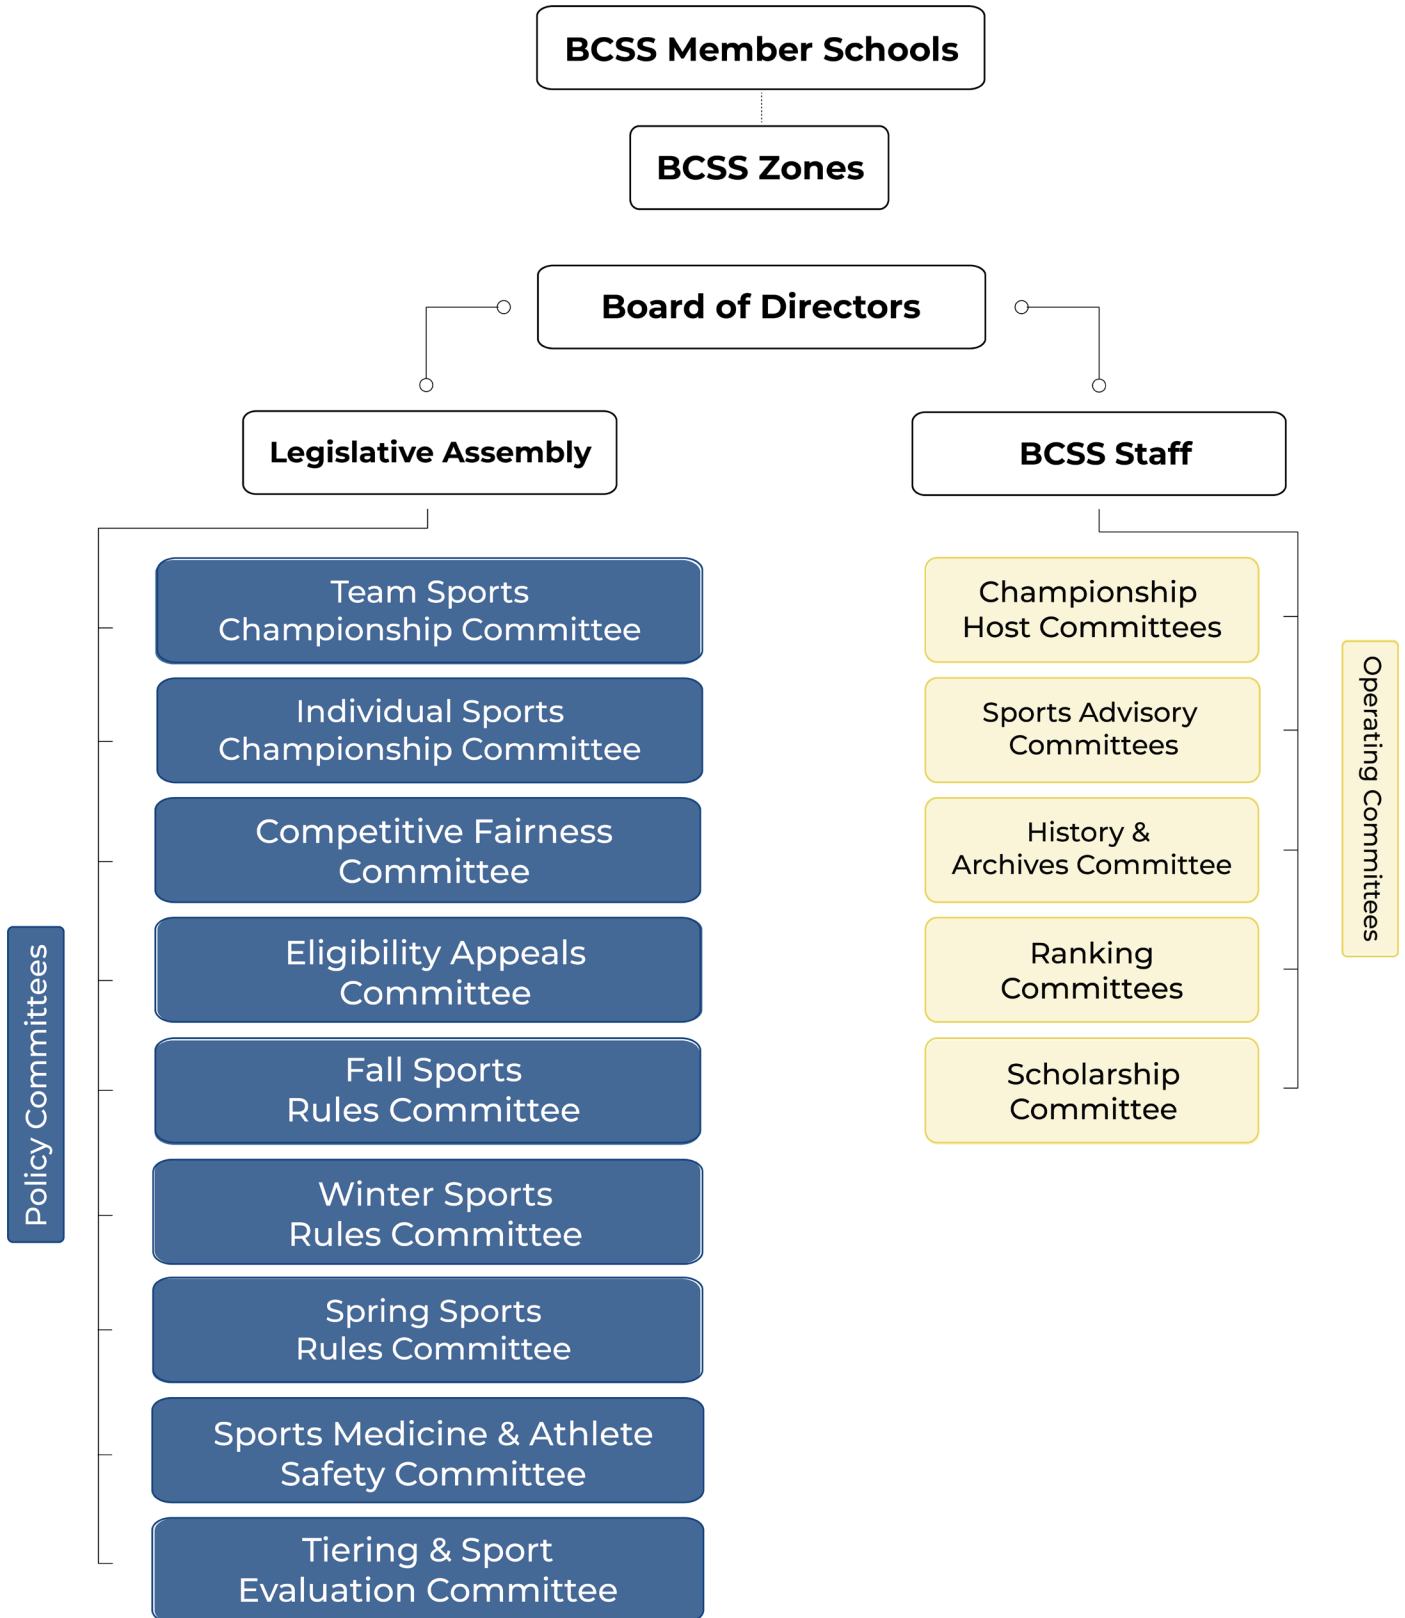 BCSS Member Schools
BCSS Zones
Board of Directors
Legislative Assembly
BCSS Staff
Policy Committees
Team Sports
Championship Committee
Individual Sports
Championship Committee
Competitive Fairness
Committee
Eligibility Appeals
Committee
Fall Sports
Rules Committee
Winter Sports
Rules Committee
Spring Sports
Rules Committee
Sports Medicine & Athlete
Safety Committee
Tiering & Sport
Evaluation Committee
Championship
Host Committees
Sports Advisory
Committees
History &
Archives Committee
Ranking
Committees
Scholarship
Committee
Operating Committees